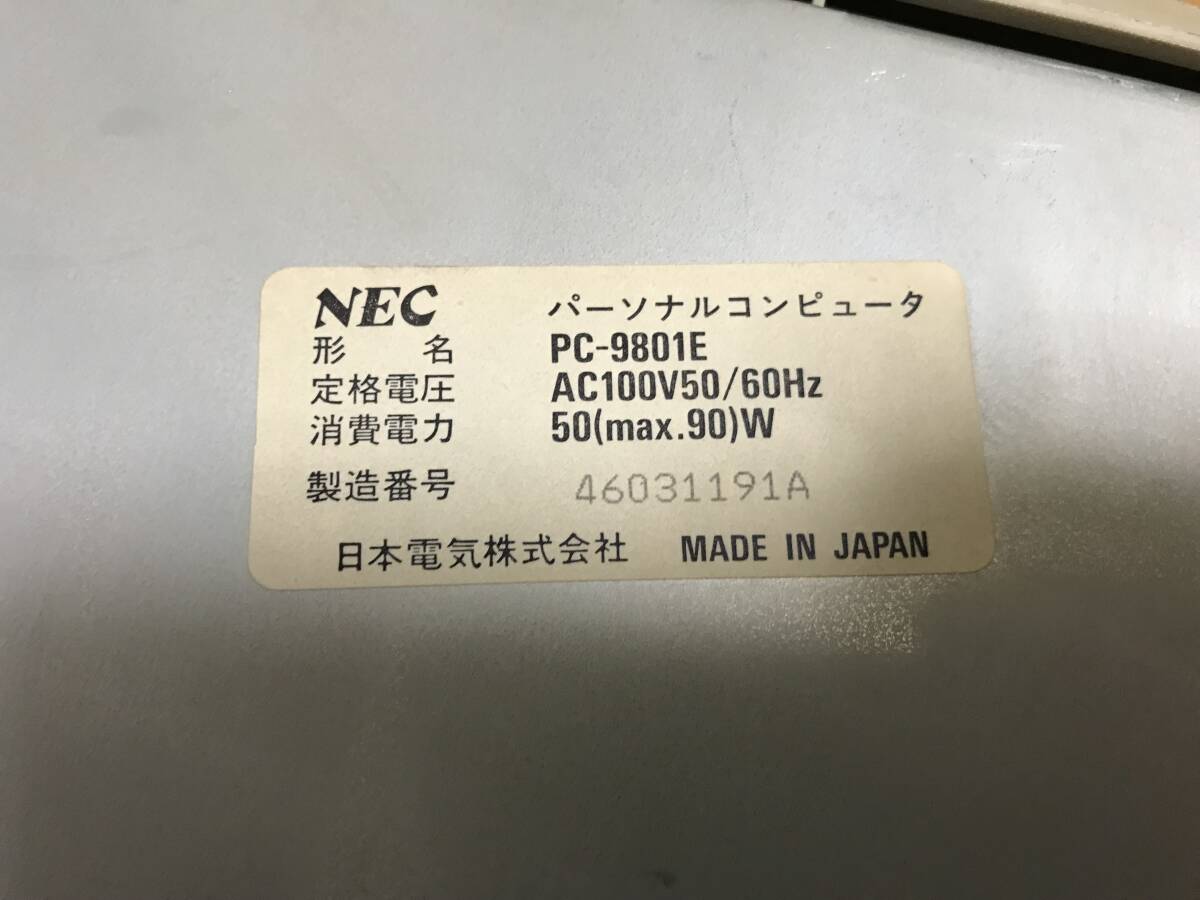 NEC パーソナルコンピュータ
形 名 PC-9801E
定格電圧 AC100V50/60Hz
消費電力 50(max.90)W
製造番号 46031191A
日本電気株式会社 MADE IN JAPAN